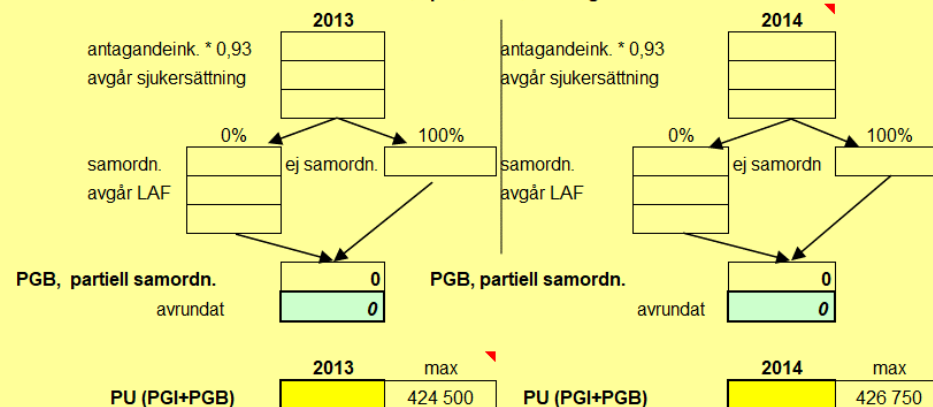 2013 2014
antagandeink. * 0,93 antagandeink. * 0,93
avgår sjukersättning avgår sjukersättning
0% 100% 0% 100%
samordn. ej samordn. samordn. ej samordn
avgår LAF avgår LAF
PGB, partiell samordn. 0 PGB, partiell samordn. 0
avrundat 0 avrundat 0
2013 max 2014 max
PU (PGI+PGB) 424 500 PU (PGI+PGB) 426 750